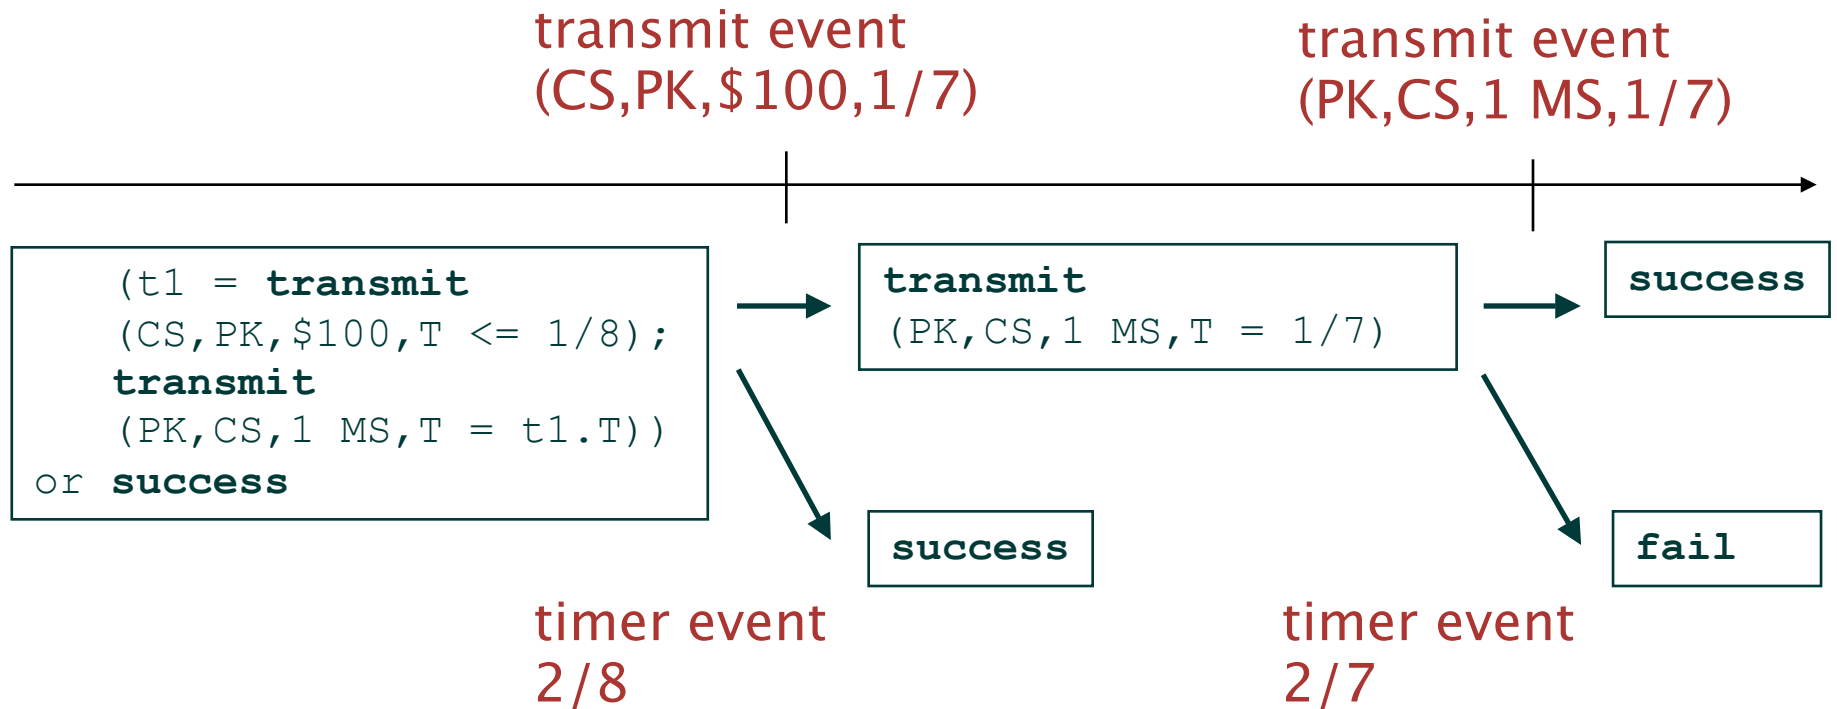 transmit event
(CS,PK,$100,1/7)
transmit event
(PK,CS,1 MS,1/7)
(t1 = transmit
(CS,PK,$100,T <= 1/8);
transmit
(PK,CS,1 MS,T = t1.T))
or success
transmit
(PK,CS,1 MS,T = 1/7)
success
success
fail
timer event
2/8
timer event
2/7